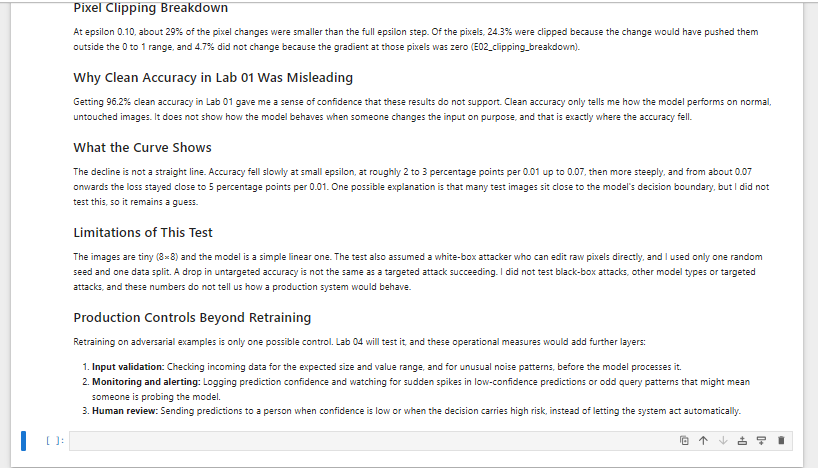 Pixel Clipping Breakdown
At epsilon 0.10, about 29% of the pixel changes were smaller than the full epsilon step. Of the pixels, 24.3% were clipped because the change would have pushed them
outside the 0 to 1 range, and 4.7% did not change because the gradient at those pixels was zero (E02_clipping_breakdown).
Why Clean Accuracy in Lab 01 Was Misleading
Getting 96.2% clean accuracy in Lab 01 gave me a sense of confidence that these results do not support. Clean accuracy only tells me how the model performs on normal,
untouched images. It does not show how the model behaves when someone changes the input on purpose, and that is exactly where the accuracy fell.
What the Curve Shows
The decline is not a straight line. Accuracy fell slowly at small epsilon, at roughly 2 to 3 percentage points per 0.01 up to 0.07, then more steeply, and from about 0.07
onwards the loss stayed close to 5 percentage points per 0.01. One possible explanation is that many test images sit close to the model's decision boundary, but I did not
test this, so it remains a guess.
Limitations of This Test
The images are tiny (8×8) and the model is a simple linear one. The test also assumed a white-box attacker who can edit raw pixels directly, and I used only one random
seed and one data split. A drop in untargeted accuracy is not the same as a targeted attack succeeding. I did not test black-box attacks, other model types or targeted
attacks, and these numbers do not tell us how a production system would behave.
Production Controls Beyond Retraining
Retraining on adversarial examples is only one possible control. Lab 04 will test it, and these operational measures would add further layers:
1. Input validation: Checking incoming data for the expected size and value range, and for unusual noise patterns, before the model processes it.
2. Monitoring and alerting: Logging prediction confidence and watching for sudden spikes in low-confidence predictions or odd query patterns that might mean
someone is probing the model.
3. Human review: Sending predictions to a person when confidence is low or when the decision carries high risk, instead of letting the system act automatically.
[ ]: